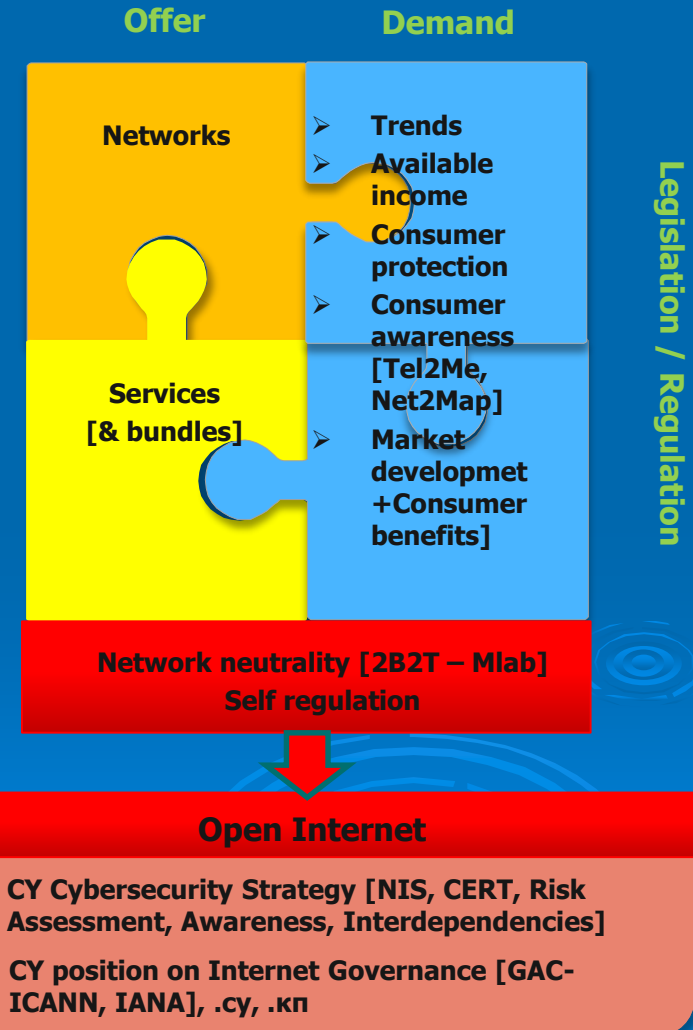 Offer
Demand
Networks
➢ Trends
➢ Available
income
➢ Consumer
protection
➢ Consumer
awareness
[Tel2Me,
Net2Map]
➢ Market
developmet
+Consumer
benefits]
Services
[& bundles]
Legislation / Regulation
Network neutrality [2B2T – Mlab]
Self regulation
Open Internet
CY Cybersecurity Strategy [NIS, CERT, Risk
Assessment, Awareness, Interdependencies]
CY position on Internet Governance [GAC-
ICANN, IANA], .cy, .κπ